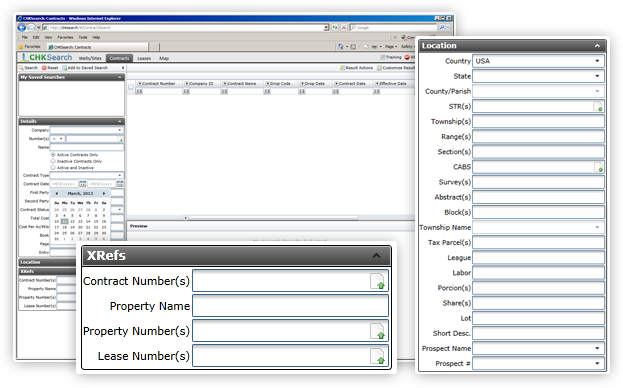 CHKSearch: Contracts - Windows Internet Explorer
File Edit View Favorites Tools Help
Favorites CHKSearch: Contracts
Page Safety
CHKSearch Wells/Sites Contracts Leases Map
Training
Search Reset Add to Saved Search
Result Actions Customize Results
My Saved Searches
Contract Number Company ID Contract Name Drop Code Drop Date Contract Date Effective Date
Details
Company
Number(s)
Name
Active Contracts Only
Inactive Contracts Only
Active and Inactive
Contract Type
Contract Date
First Party
March, 2013
Second Party
Su Mo Tu We Th Fr Sa
Contract Status
Total Cost
Cost Per Ac/Mile
Book
Page
Entry
Preview
Location
XRefs
Contract Number(s)
Property Name
Property Number(s)
Lease Number(s)
XRefs
Contract Number(s)
Property Name
Property Number(s)
Lease Number(s)
Location
Country USA
State
County/Parish
STR(s)
Township(s)
Range(s)
Section(s)
CABS
Survey(s)
Abstract(s)
Block(s)
Township Name
Tax Parcel(s)
League
Labor
Porcion(s)
Share(s)
Lot
Short Desc.
Prospect Name
Prospect #